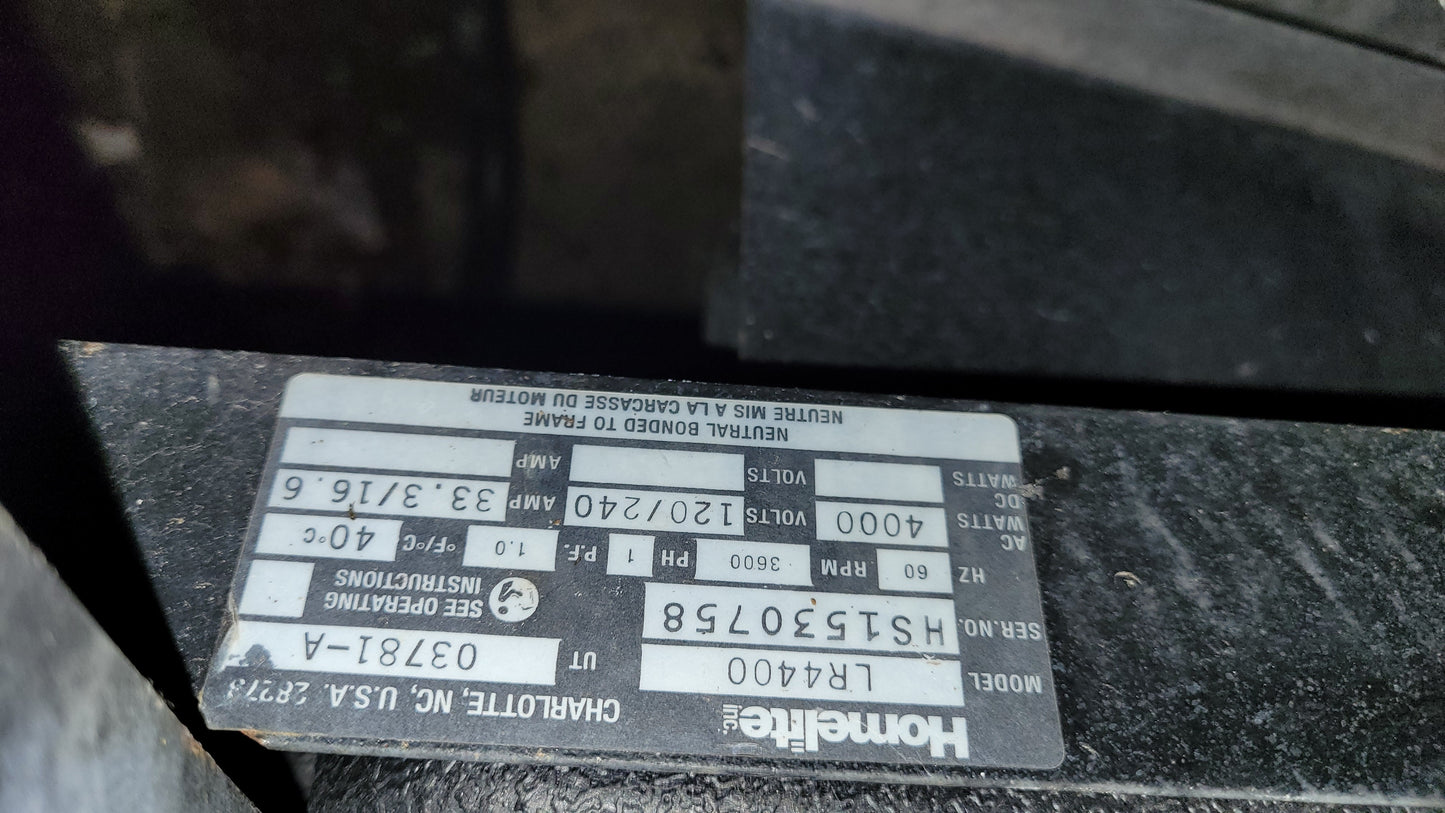 Homelite inc.
CHARLOTTE, NC, U.S.A. 28273
MODEL LR4400 UT 03781-A
SER.NO. HS1530758 SEE OPERATING INSTRUCTIONS
HZ 60 RPM 3600 PH 1 P.F. 1.0 °F/°C 40°C
AC WATTS 4000 VOLTS 120/240 AMP 33.3/16.6
DC WATTS VOLTS AMP
NEUTRAL BONDED TO FRAME
NEUTRE MIS A LA CARCASSE DU MOTEUR